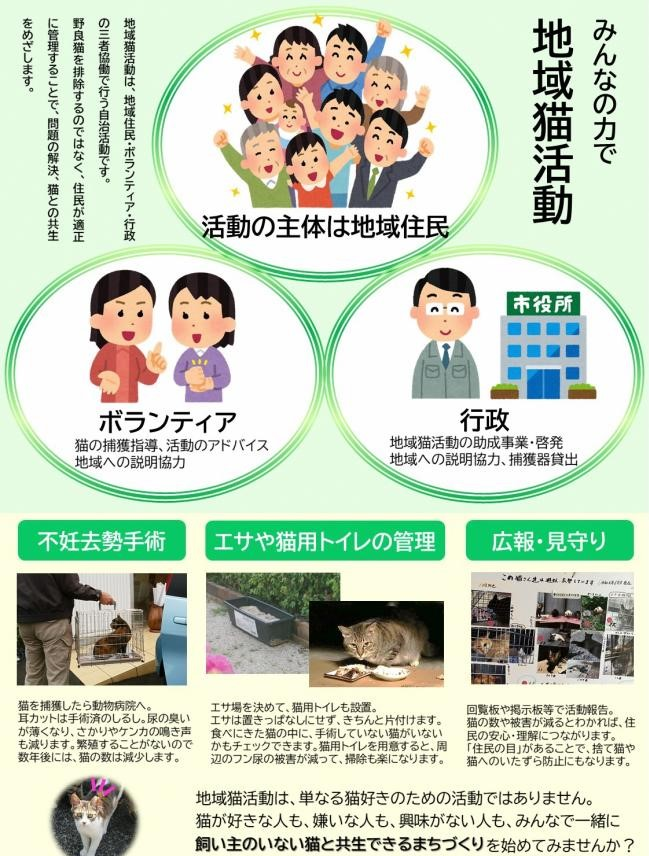 みんなの力で
地域猫活動
地域猫活動は、地域住民・ボランティア・行政
の三者協働で行う自治活動です。
野良猫を排除するのではなく、住民が適正
に管理することで、問題の解決、猫との共生
をめざします。
活動の主体は地域住民
ボランティア
猫の捕獲指導、活動のアドバイス
地域への説明協力
市役所
行政
地域猫活動の助成事業・啓発
地域への説明協力、捕獲器貸出
不妊去勢手術
猫を捕獲したら動物病院へ。
耳カットは手術済のしるし。尿の臭い
が薄くなり、さかりやケンカの鳴き声
も減ります。繁殖することがないので
数年後には、猫の数は減少します。
エサや猫用トイレの管理
エサ場を決めて、猫用トイレも設置。
エサは置きっぱなしにせず、きちんと片付けます。
食べにきた猫の中に、手術していない猫がいない
かもチェックできます。猫用トイレを用意すると、周
辺のフン尿の被害が減って、掃除も楽になります。
広報・見守り
回覧板や掲示板等で活動報告。
猫の数や被害が減るとわかれば、住
民の安心・理解につながります。
「住民の目」があることで、捨て猫や
猫へのいたずら防止にもなります。
地域猫活動は、単なる猫好きのための活動ではありません。
猫が好きな人も、嫌いな人も、興味がない人も、みんなで一緒に
飼い主のいない猫と共生できるまちづくりを始めてみませんか？